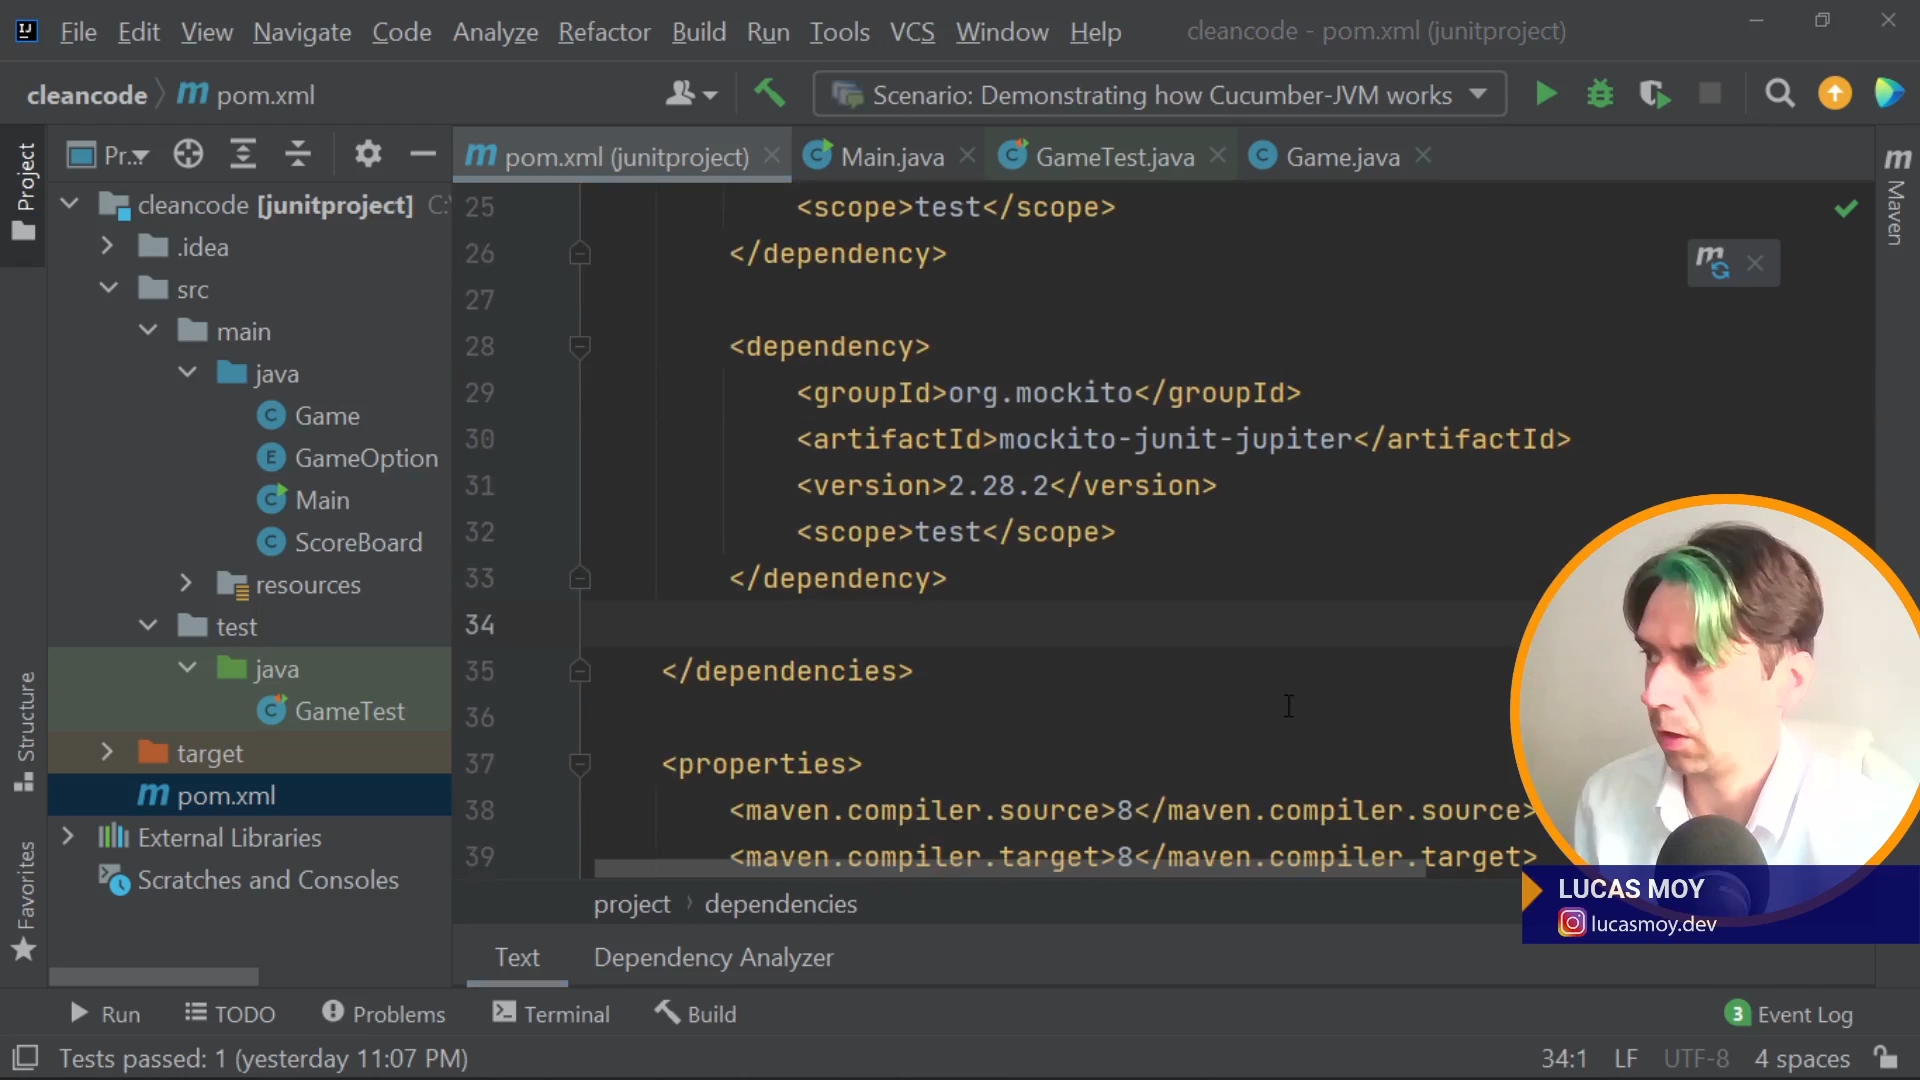 File Edit View Navigate Code Analyze Refactor Build Run Tools VCS Window Help cleancode - pom.xml (junitproject)
cleancode m pom.xml Scenario: Demonstrating how Cucumber-JVM works
Pr... m pom.xml (junitproject) Main.java GameTest.java Game.java
Project
Structure
Favorites
cleancode [junitproject] C:\
.idea
src
main
java
C Game
E GameOption
C Main
C ScoreBoard
resources
test
java
C GameTest
target
m pom.xml
External Libraries
Scratches and Consoles
25 <scope>test</scope>
26 </dependency>
27
28 <dependency>
29 <groupId>org.mockito</groupId>
30 <artifactId>mockito-junit-jupiter</artifactId>
31 <version>2.28.2</version>
32 <scope>test</scope>
33 </dependency>
34
35 </dependencies>
36
37 <properties>
38 <maven.compiler.source>8</maven.compiler.source>
39 <maven.compiler.target>8</maven.compiler.target>
m
Maven
project dependencies
Text Dependency Analyzer
LUCAS MOY
lucasmoy.dev
Run TODO Problems Terminal Build 3 Event Log
Tests passed: 1 (yesterday 11:07 PM) 34:1 LF UTF-8 4 spaces